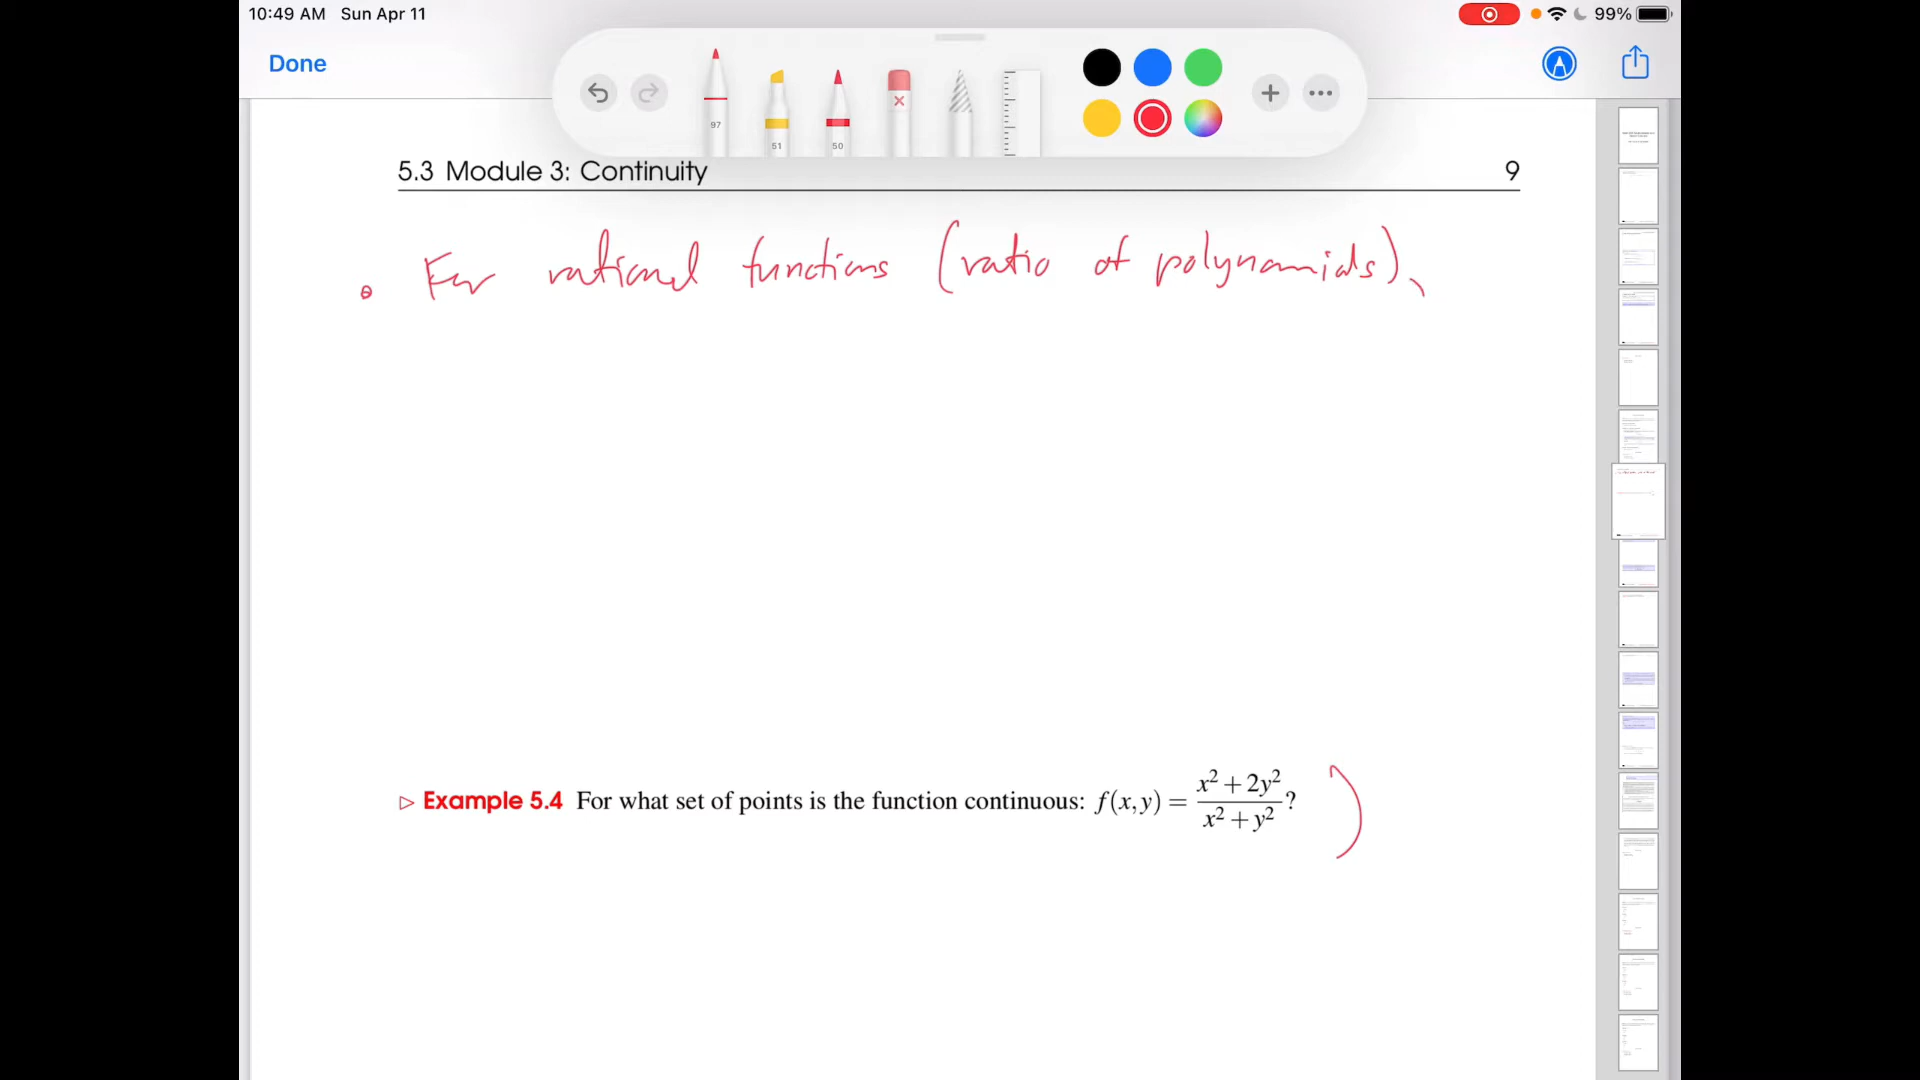 10:49 AM Sun Apr 11
99%
Done
97
51
50
5.3 Module 3: Continuity 9
• For rational functions (ratio of polynomials),
▷ Example 5.4 For what set of points is the function continuous: f(x,y) = (x² + 2y²)/(x² + y²)? )